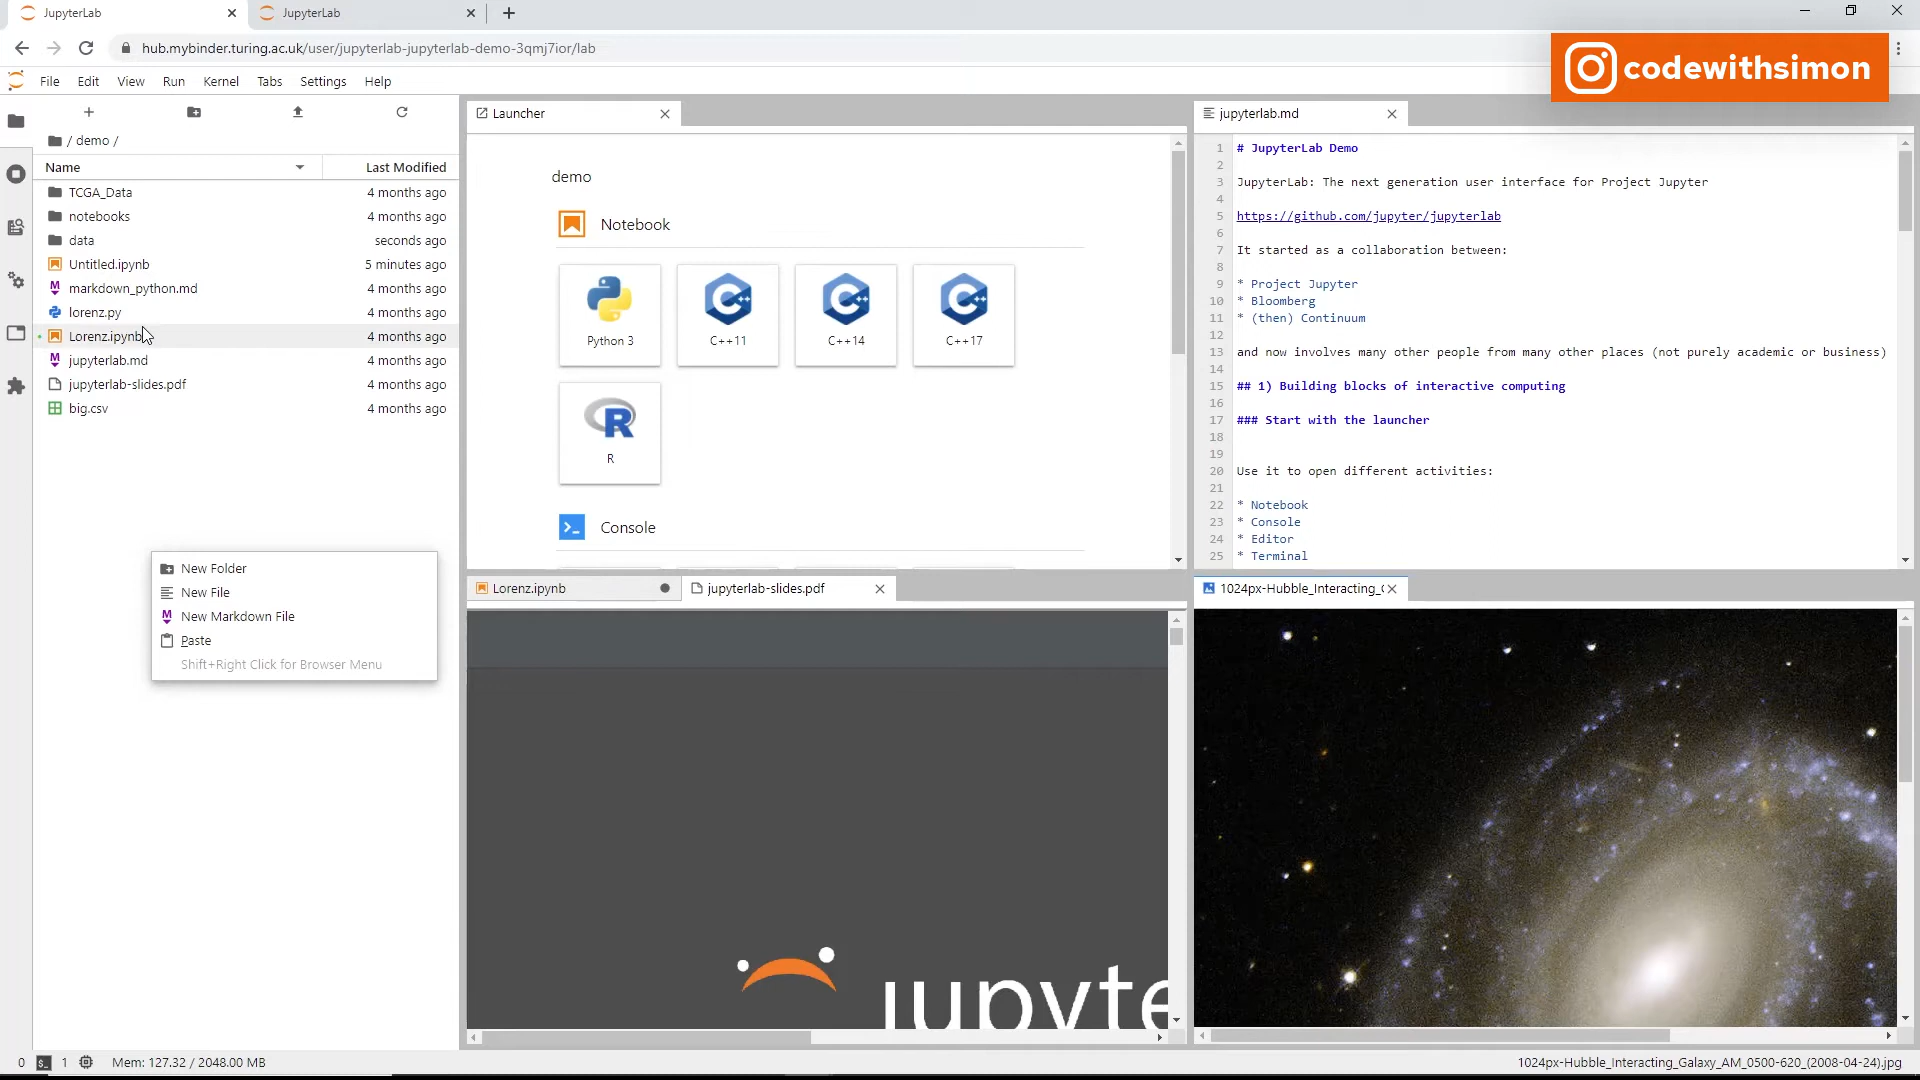 JupyterLab
JupyterLab
hub.mybinder.turing.ac.uk/user/jupyterlab-jupyterlab-demo-3qmj7ior/lab
codewithsimon
File Edit View Run Kernel Tabs Settings Help
/ demo /
Name Last Modified
TCGA_Data 4 months ago
notebooks 4 months ago
data seconds ago
Untitled.ipynb 5 minutes ago
markdown_python.md 4 months ago
lorenz.py 4 months ago
Lorenz.ipynb 4 months ago
jupyterlab.md 4 months ago
jupyterlab-slides.pdf 4 months ago
big.csv 4 months ago
New Folder
New File
New Markdown File
Paste
Shift+Right Click for Browser Menu
Launcher
demo
Notebook
Python 3
C++11
C++14
C++17
R
Console
jupyterlab.md
1 # JupyterLab Demo
2
3 JupyterLab: The next generation user interface for Project Jupyter
4
5 https://github.com/jupyter/jupyterlab
6
7 It started as a collaboration between:
8
9 * Project Jupyter
10 * Bloomberg
11 * (then) Continuum
12
13 and now involves many other people from many other places (not purely academic or business)
14
15 ## 1) Building blocks of interactive computing
16
17 ### Start with the launcher
18
19
20 Use it to open different activities:
21
22 * Notebook
23 * Console
24 * Editor
25 * Terminal
Lorenz.ipynb
jupyterlab-slides.pdf
jupyte
1024px-Hubble_Interacting_(
0 1 Mem: 127.32 / 2048.00 MB
1024px-Hubble_Interacting_Galaxy_AM_0500-620_(2008-04-24).jpg